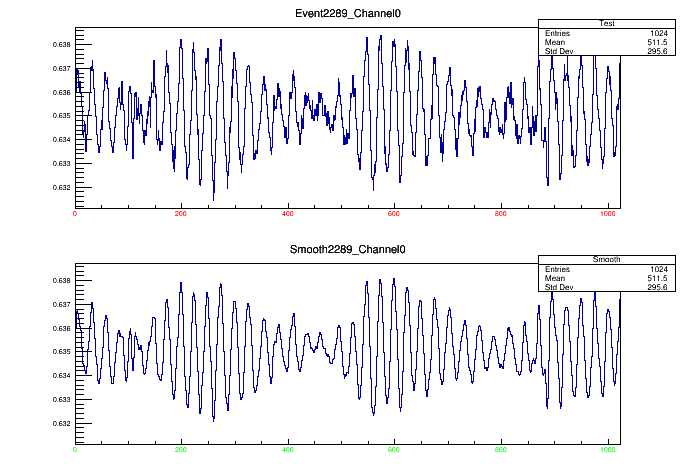 Event2289_Channel0
Test
Entries 1024
Mean 511.5
Std Dev 295.6
0.638
0.637
0.636
0.635
0.634
0.633
0.632
0 200 400 600 800 1000
Smooth2289_Channel0
Smooth
Entries 1024
Mean 511.5
Std Dev 295.6
0.638
0.637
0.636
0.635
0.634
0.633
0.632
0 200 400 600 800 1000